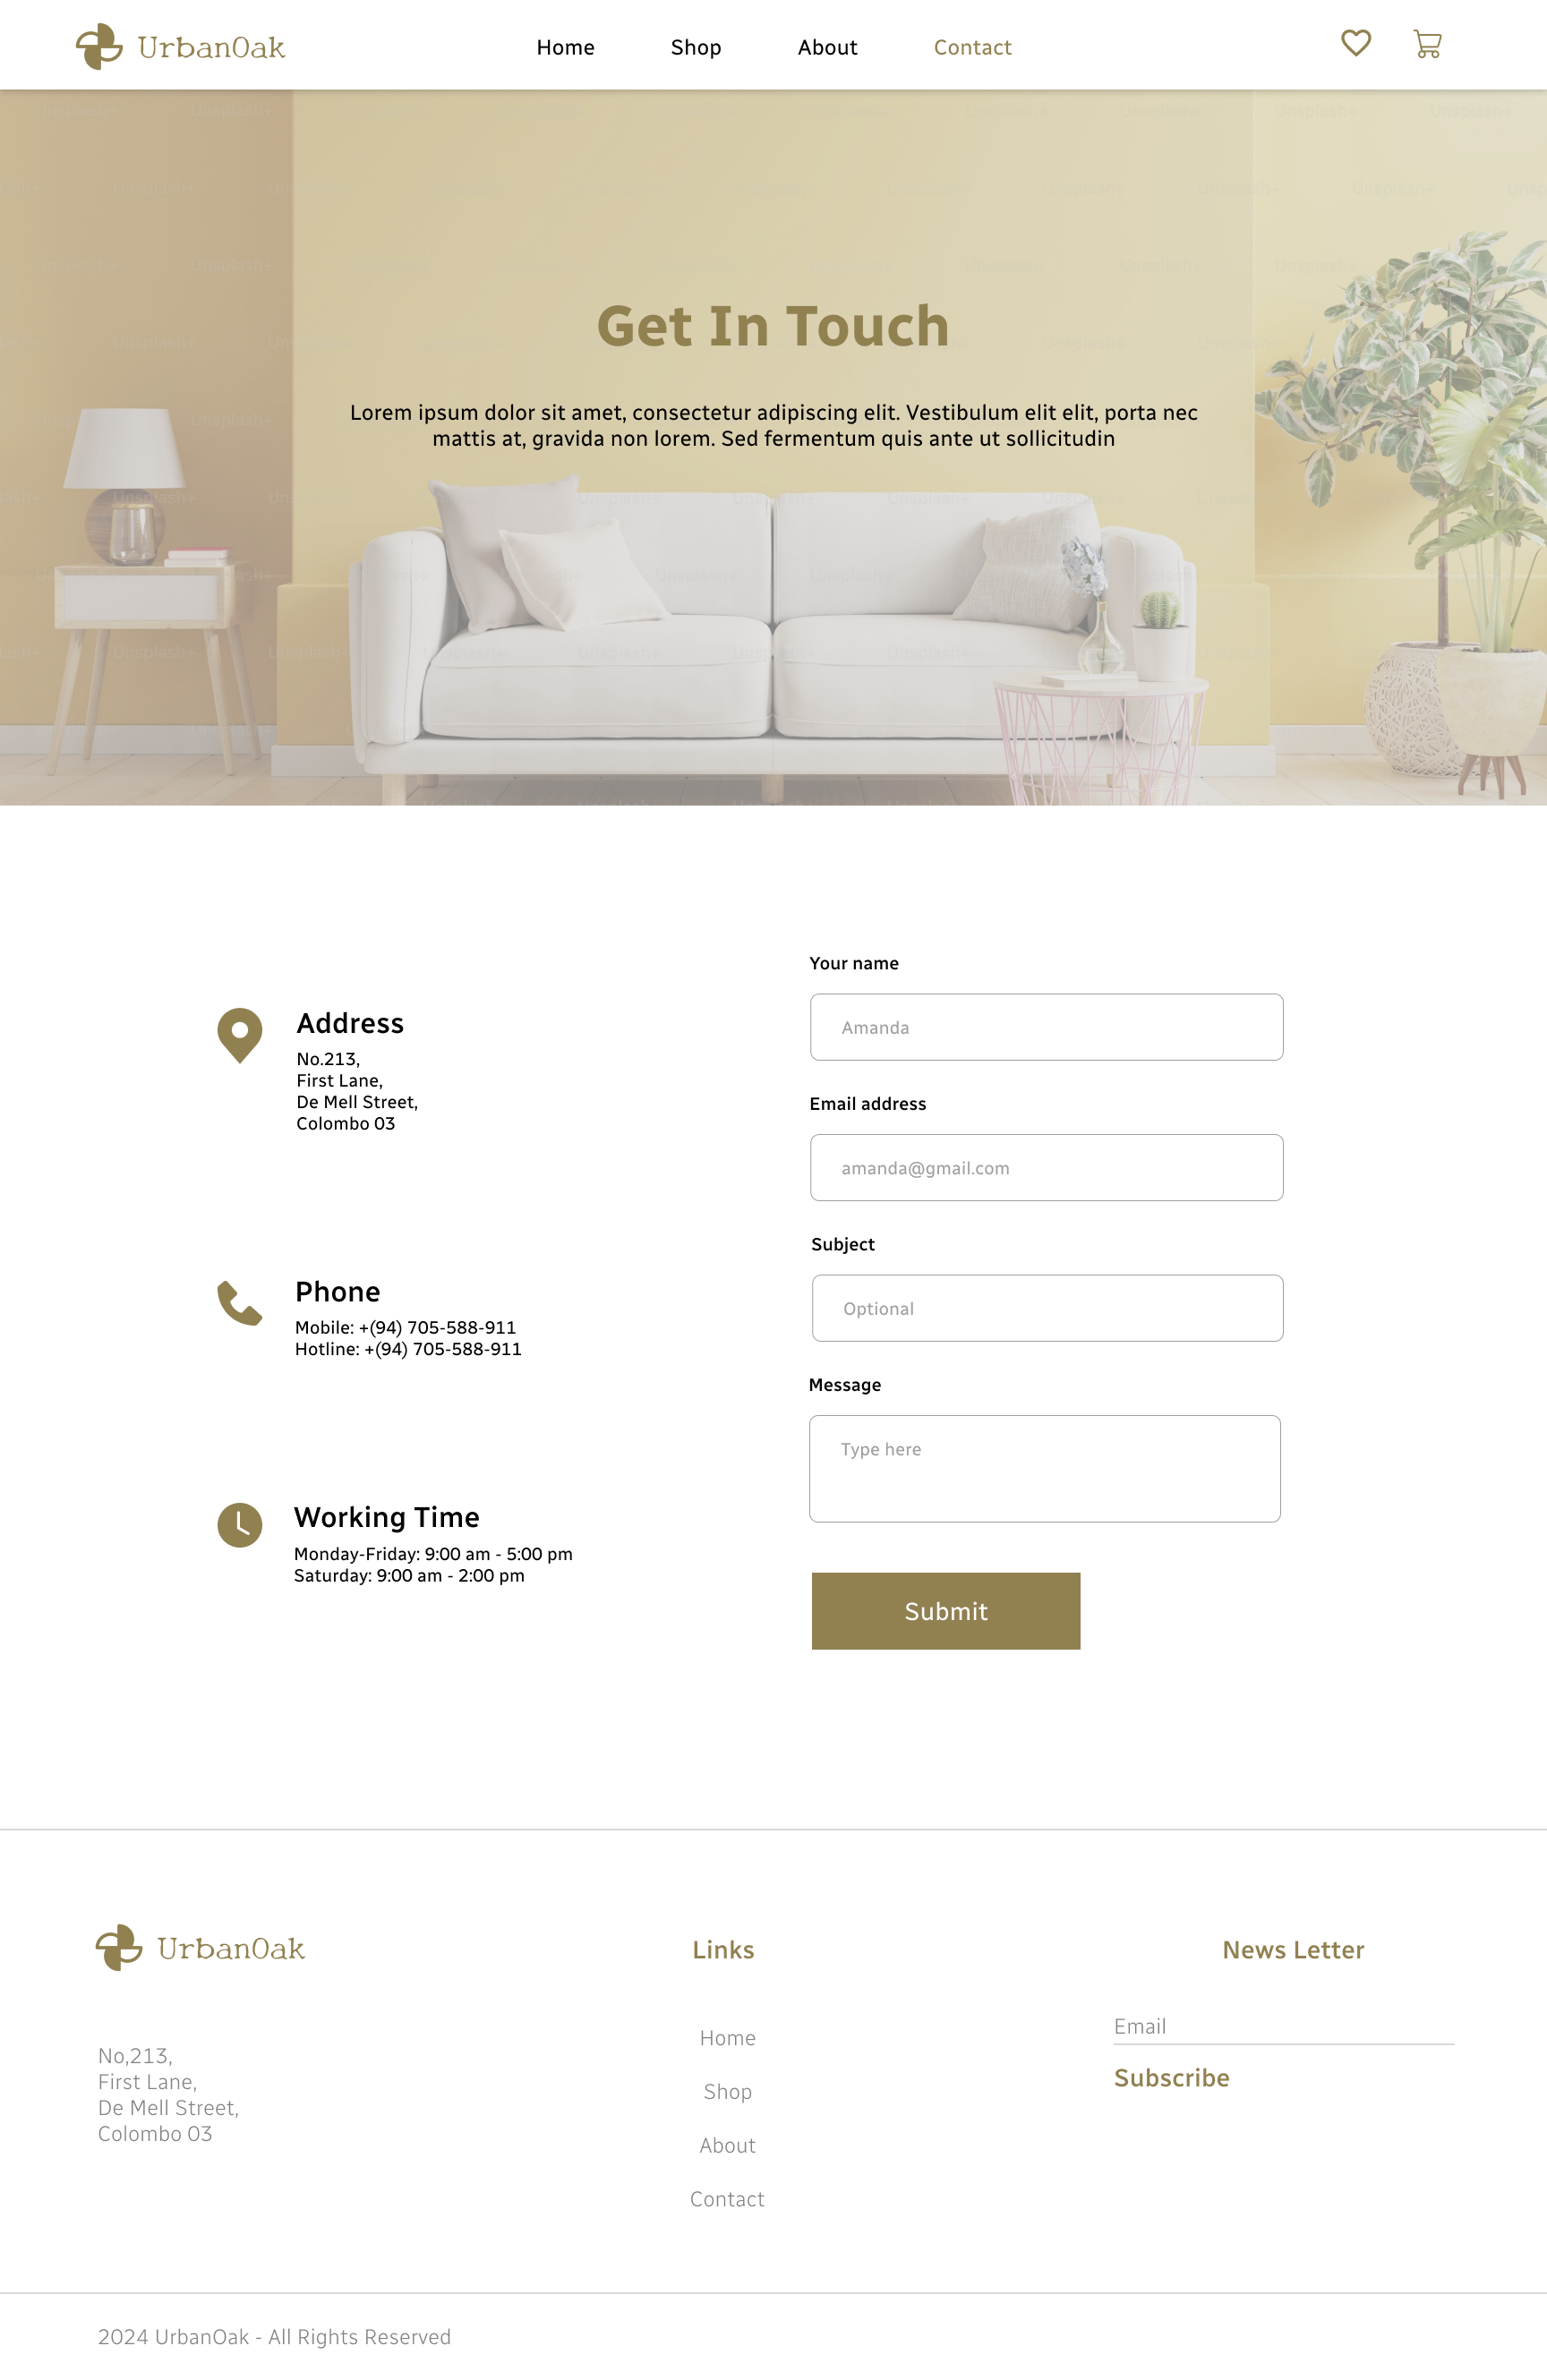 UrbanOak
Home
Shop
About
Contact
Get In Touch
Lorem ipsum dolor sit amet, consectetur adipiscing elit. Vestibulum elit elit, porta nec
mattis at, gravida non lorem. Sed fermentum quis ante ut sollicitudin
Unsplash+
Address
No.213,
First Lane,
De Mell Street,
Colombo 03
Phone
Mobile: +(94) 705-588-911
Hotline: +(94) 705-588-911
Working Time
Monday-Friday: 9:00 am - 5:00 pm
Saturday: 9:00 am - 2:00 pm
Your name
Amanda
Email address
amanda@gmail.com
Subject
Optional
Message
Type here
Submit
UrbanOak
No,213,
First Lane,
De Mell Street,
Colombo 03
Links
Home
Shop
About
Contact
News Letter
Email
Subscribe
2024 UrbanOak - All Rights Reserved